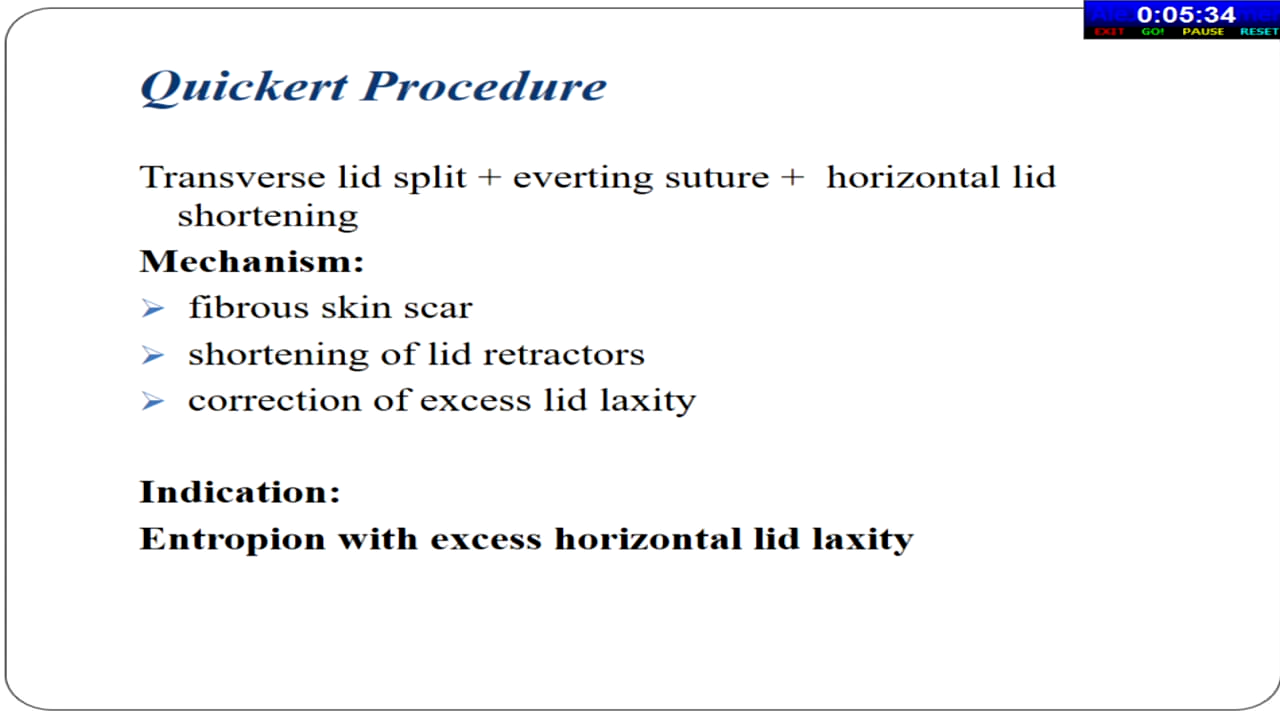 0:05:34
EXIT GO! PAUSE RESET
Quickert Procedure
Transverse lid split + everting suture + horizontal lid
shortening
Mechanism:
➢ fibrous skin scar
➢ shortening of lid retractors
➢ correction of excess lid laxity
Indication:
Entropion with excess horizontal lid laxity